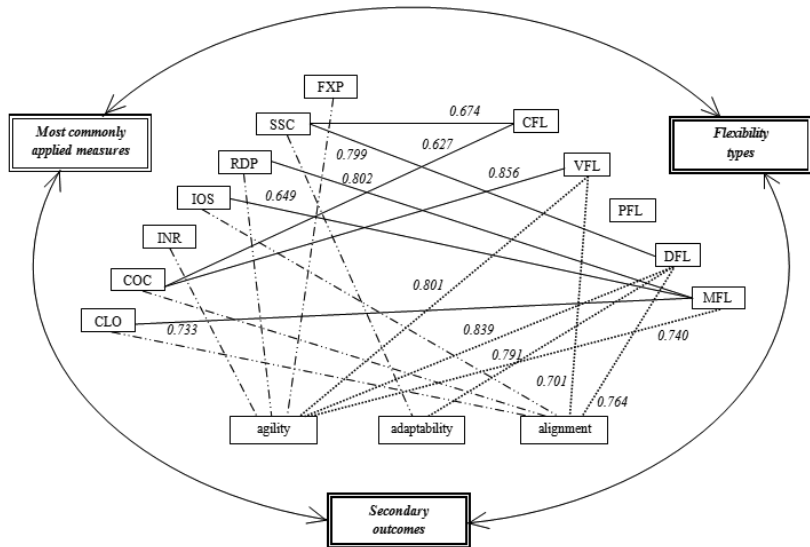 FXP
SSC
0.674
CFL
Most commonly
applied measures
0.627
Flexibility
types
0.799
RDP
0.802
0.856
VFL
IOS
0.649
PFL
INR
DFL
COC
0.801
MFL
CLO
0.733
0.839
0.740
0.791
0.701
0.764
agility
adaptability
alignment
Secondary
outcomes